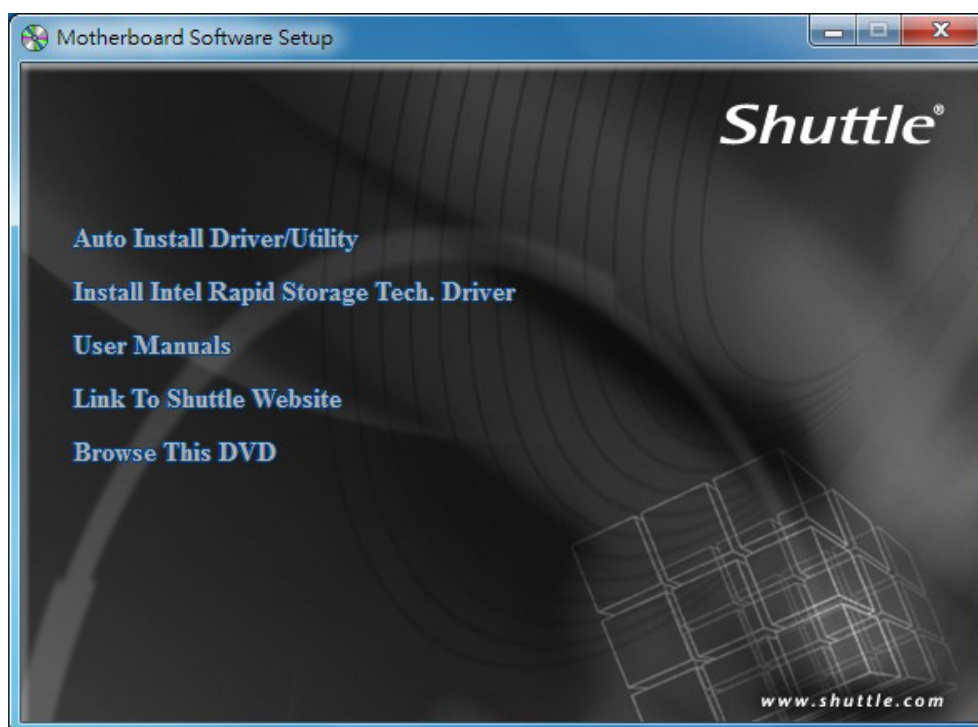 Motherboard Software Setup
Shuttle®
Auto Install Driver/Utility
Install Intel Rapid Storage Tech. Driver
User Manuals
Link To Shuttle Website
Browse This DVD
www.shuttle.com